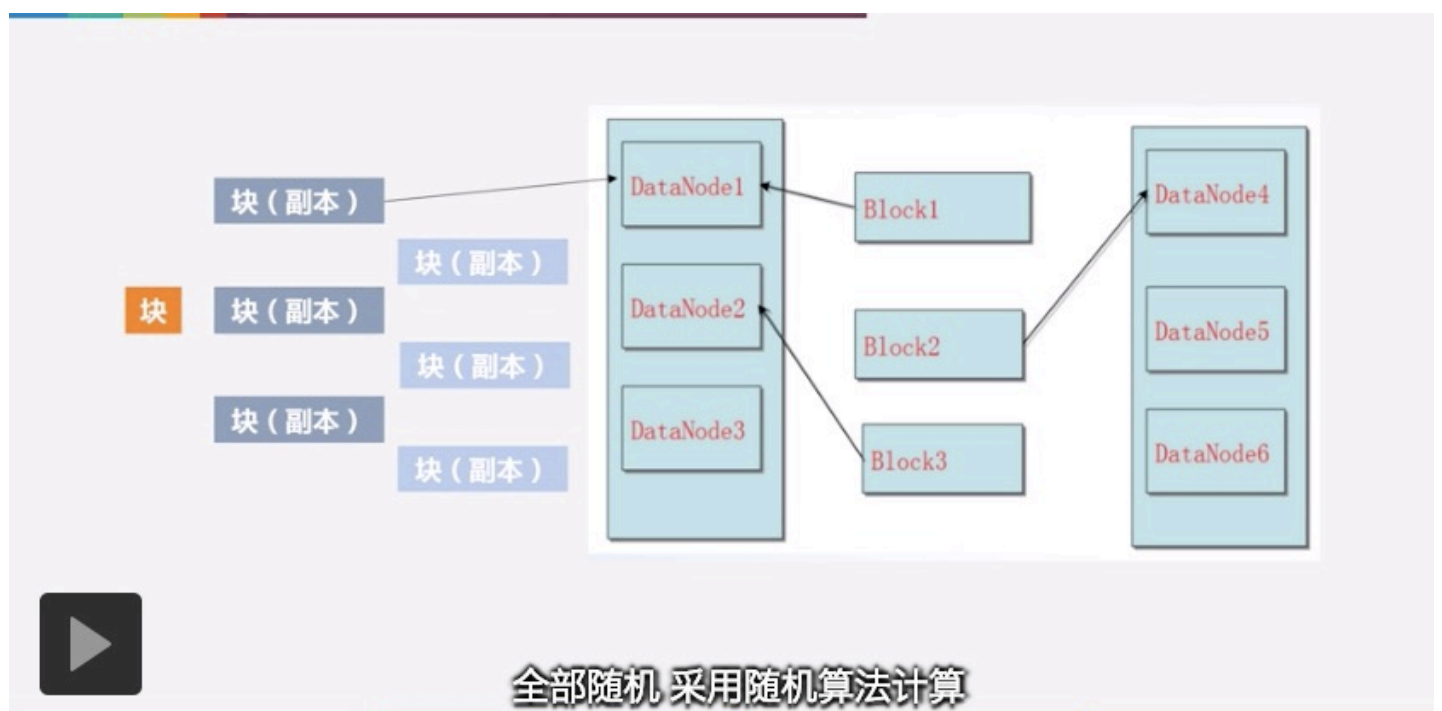 块（副本）
块（副本）
块
块（副本）
块（副本）
块（副本）
块（副本）
DataNode1
DataNode2
DataNode3
Block1
Block2
Block3
DataNode4
DataNode5
DataNode6
全部随机 采用随机算法计算